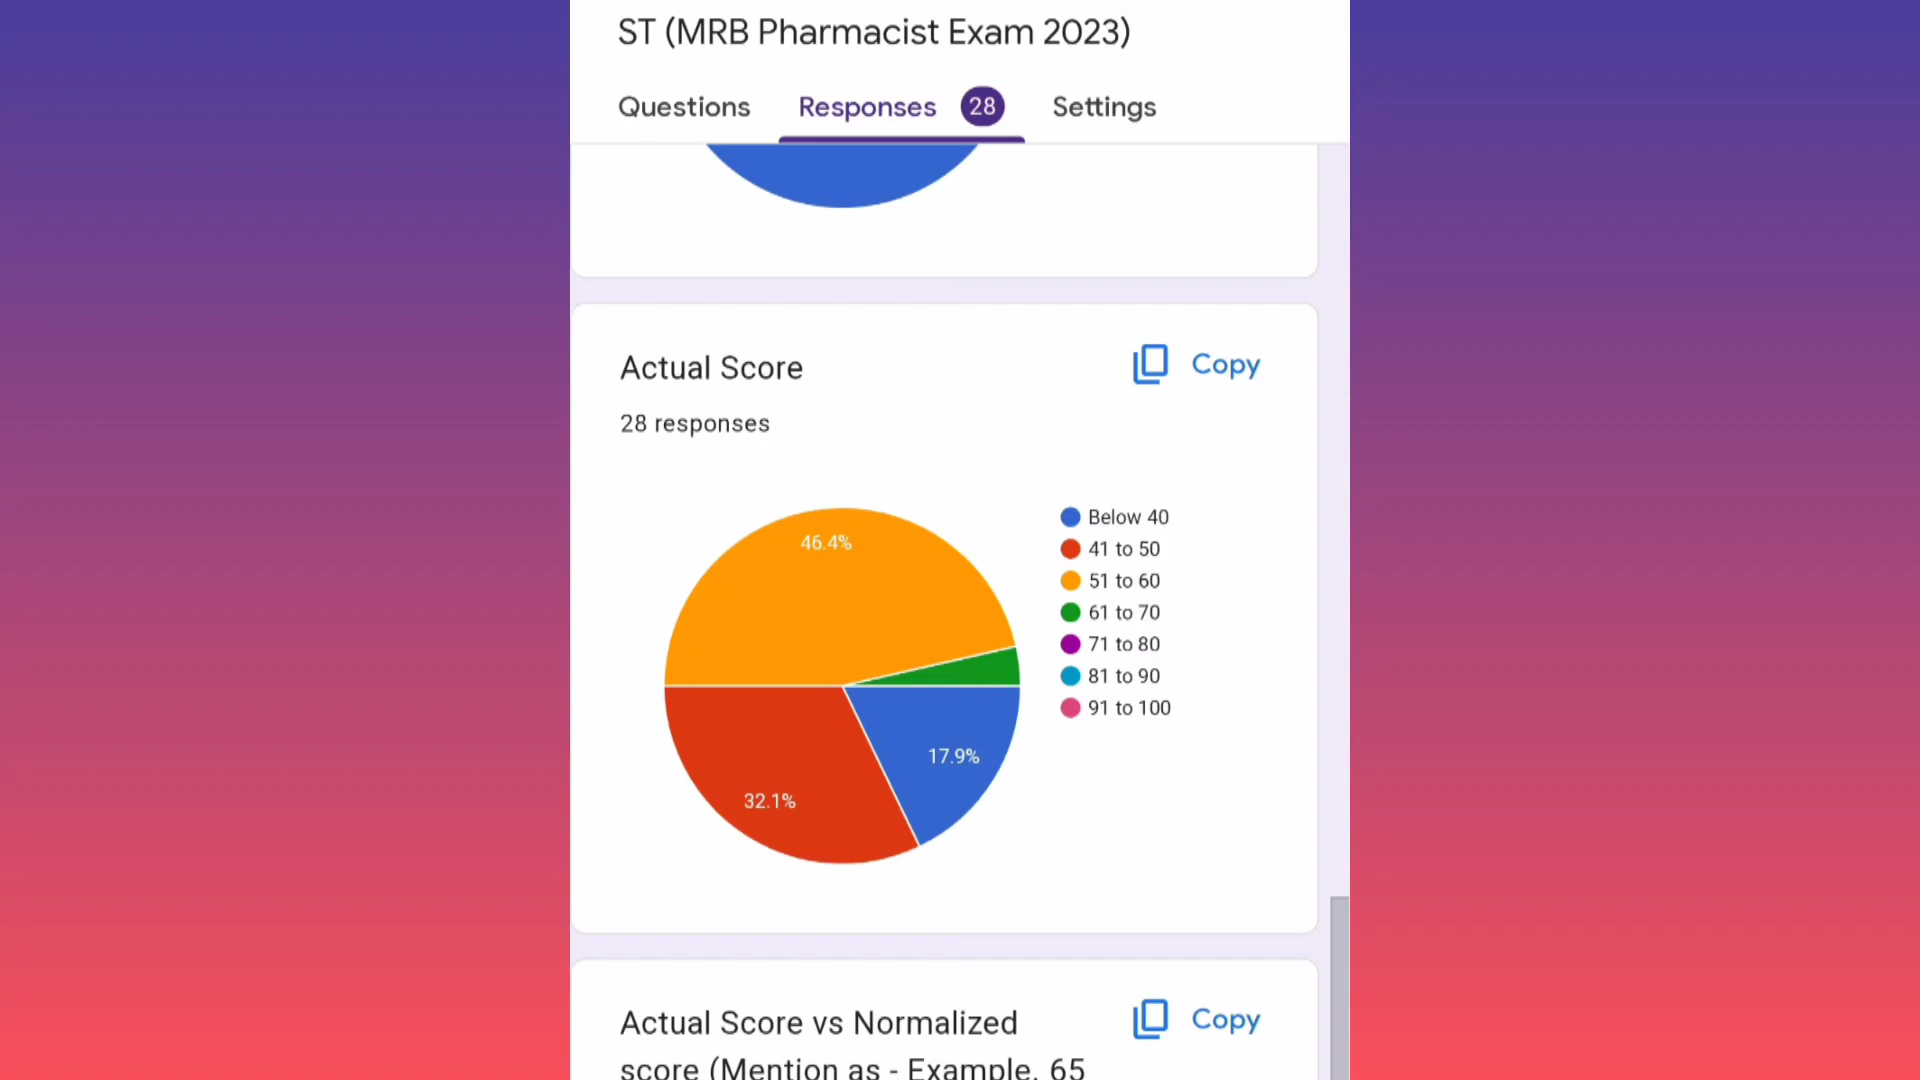 ST (MRB Pharmacist Exam 2023)
Questions Responses 28 Settings
Actual Score Copy
28 responses
46.4%
17.9%
32.1%
Below 40
41 to 50
51 to 60
61 to 70
71 to 80
81 to 90
91 to 100
Actual Score vs Normalized Copy
score (Mention as - Example. 65